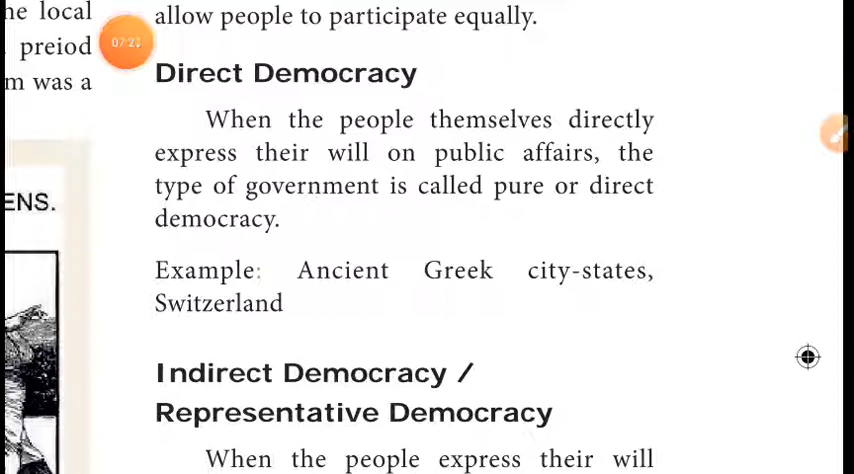 he local
preiod
m was a
ENS.
allow people to participate equally.
07:21
Direct Democracy
When the people themselves directly
express their will on public affairs, the
type of government is called pure or direct
democracy.
Example: Ancient Greek city-states,
Switzerland
Indirect Democracy /
Representative Democracy
When the people express their will